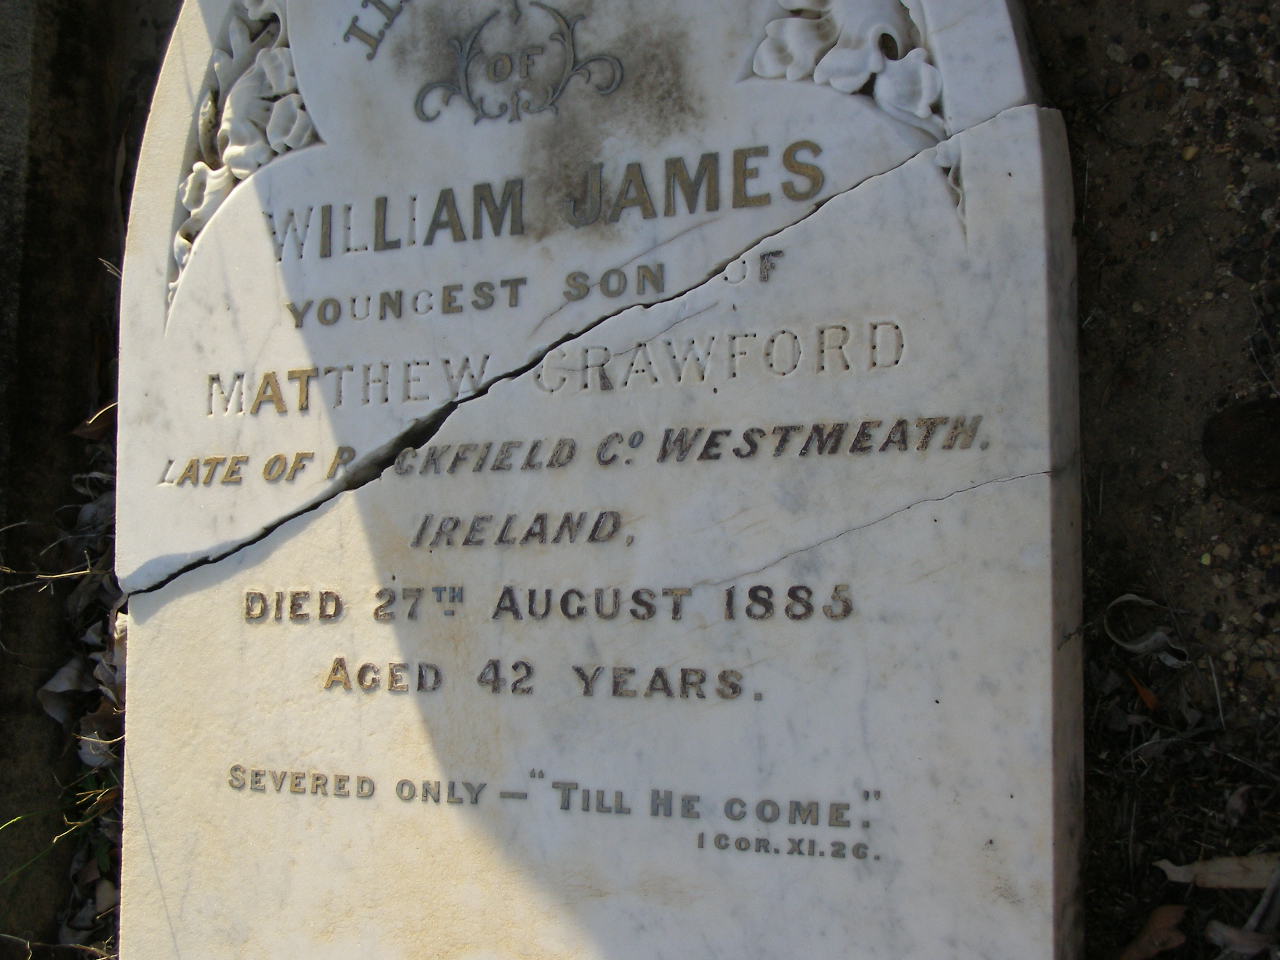 OF
WILLIAM JAMES
YOUNGEST SON OF
MATTHEW CRAWFORD
LATE OF ROCKFIELD CO. WESTMEATH.
IRELAND,
DIED 27TH AUGUST 1885
AGED 42 YEARS.
SEVERED ONLY – "TILL HE COME."
1 COR. XI. 26.